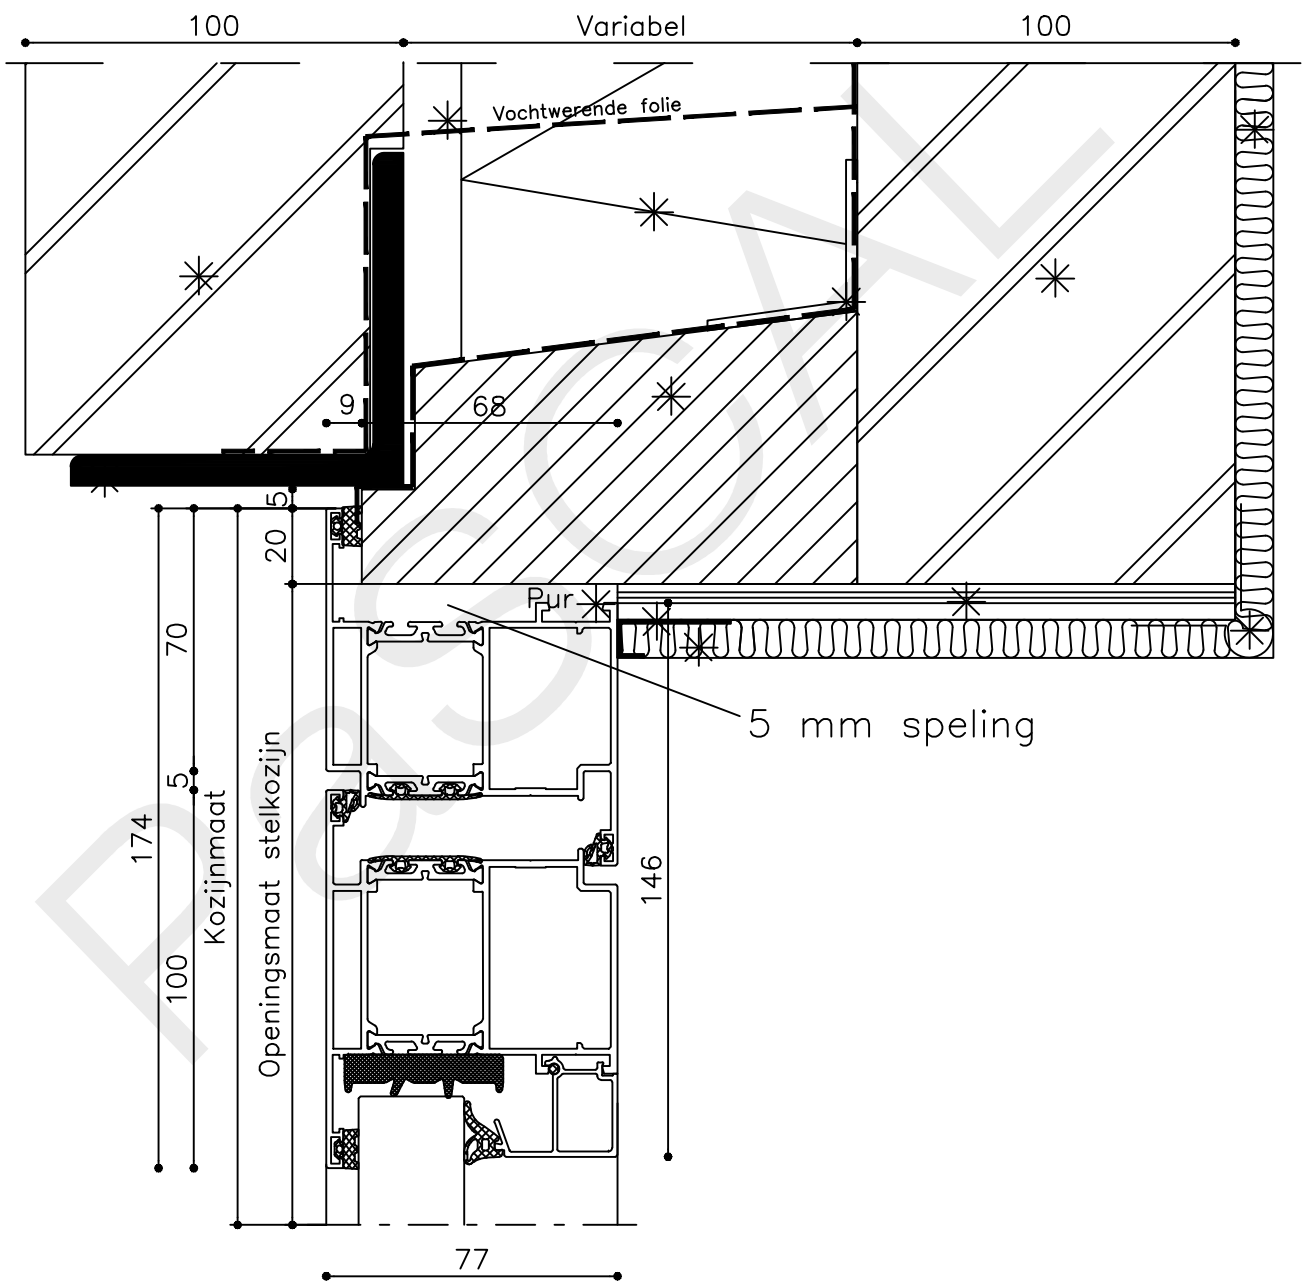 100
Variabel
100
Vochtwerende folie
9
68
5
20
Pur
70
5 mm speling
5
174
Kozijnmaat
Openingsmaat stelkozijn
146
100
77
PasCAL